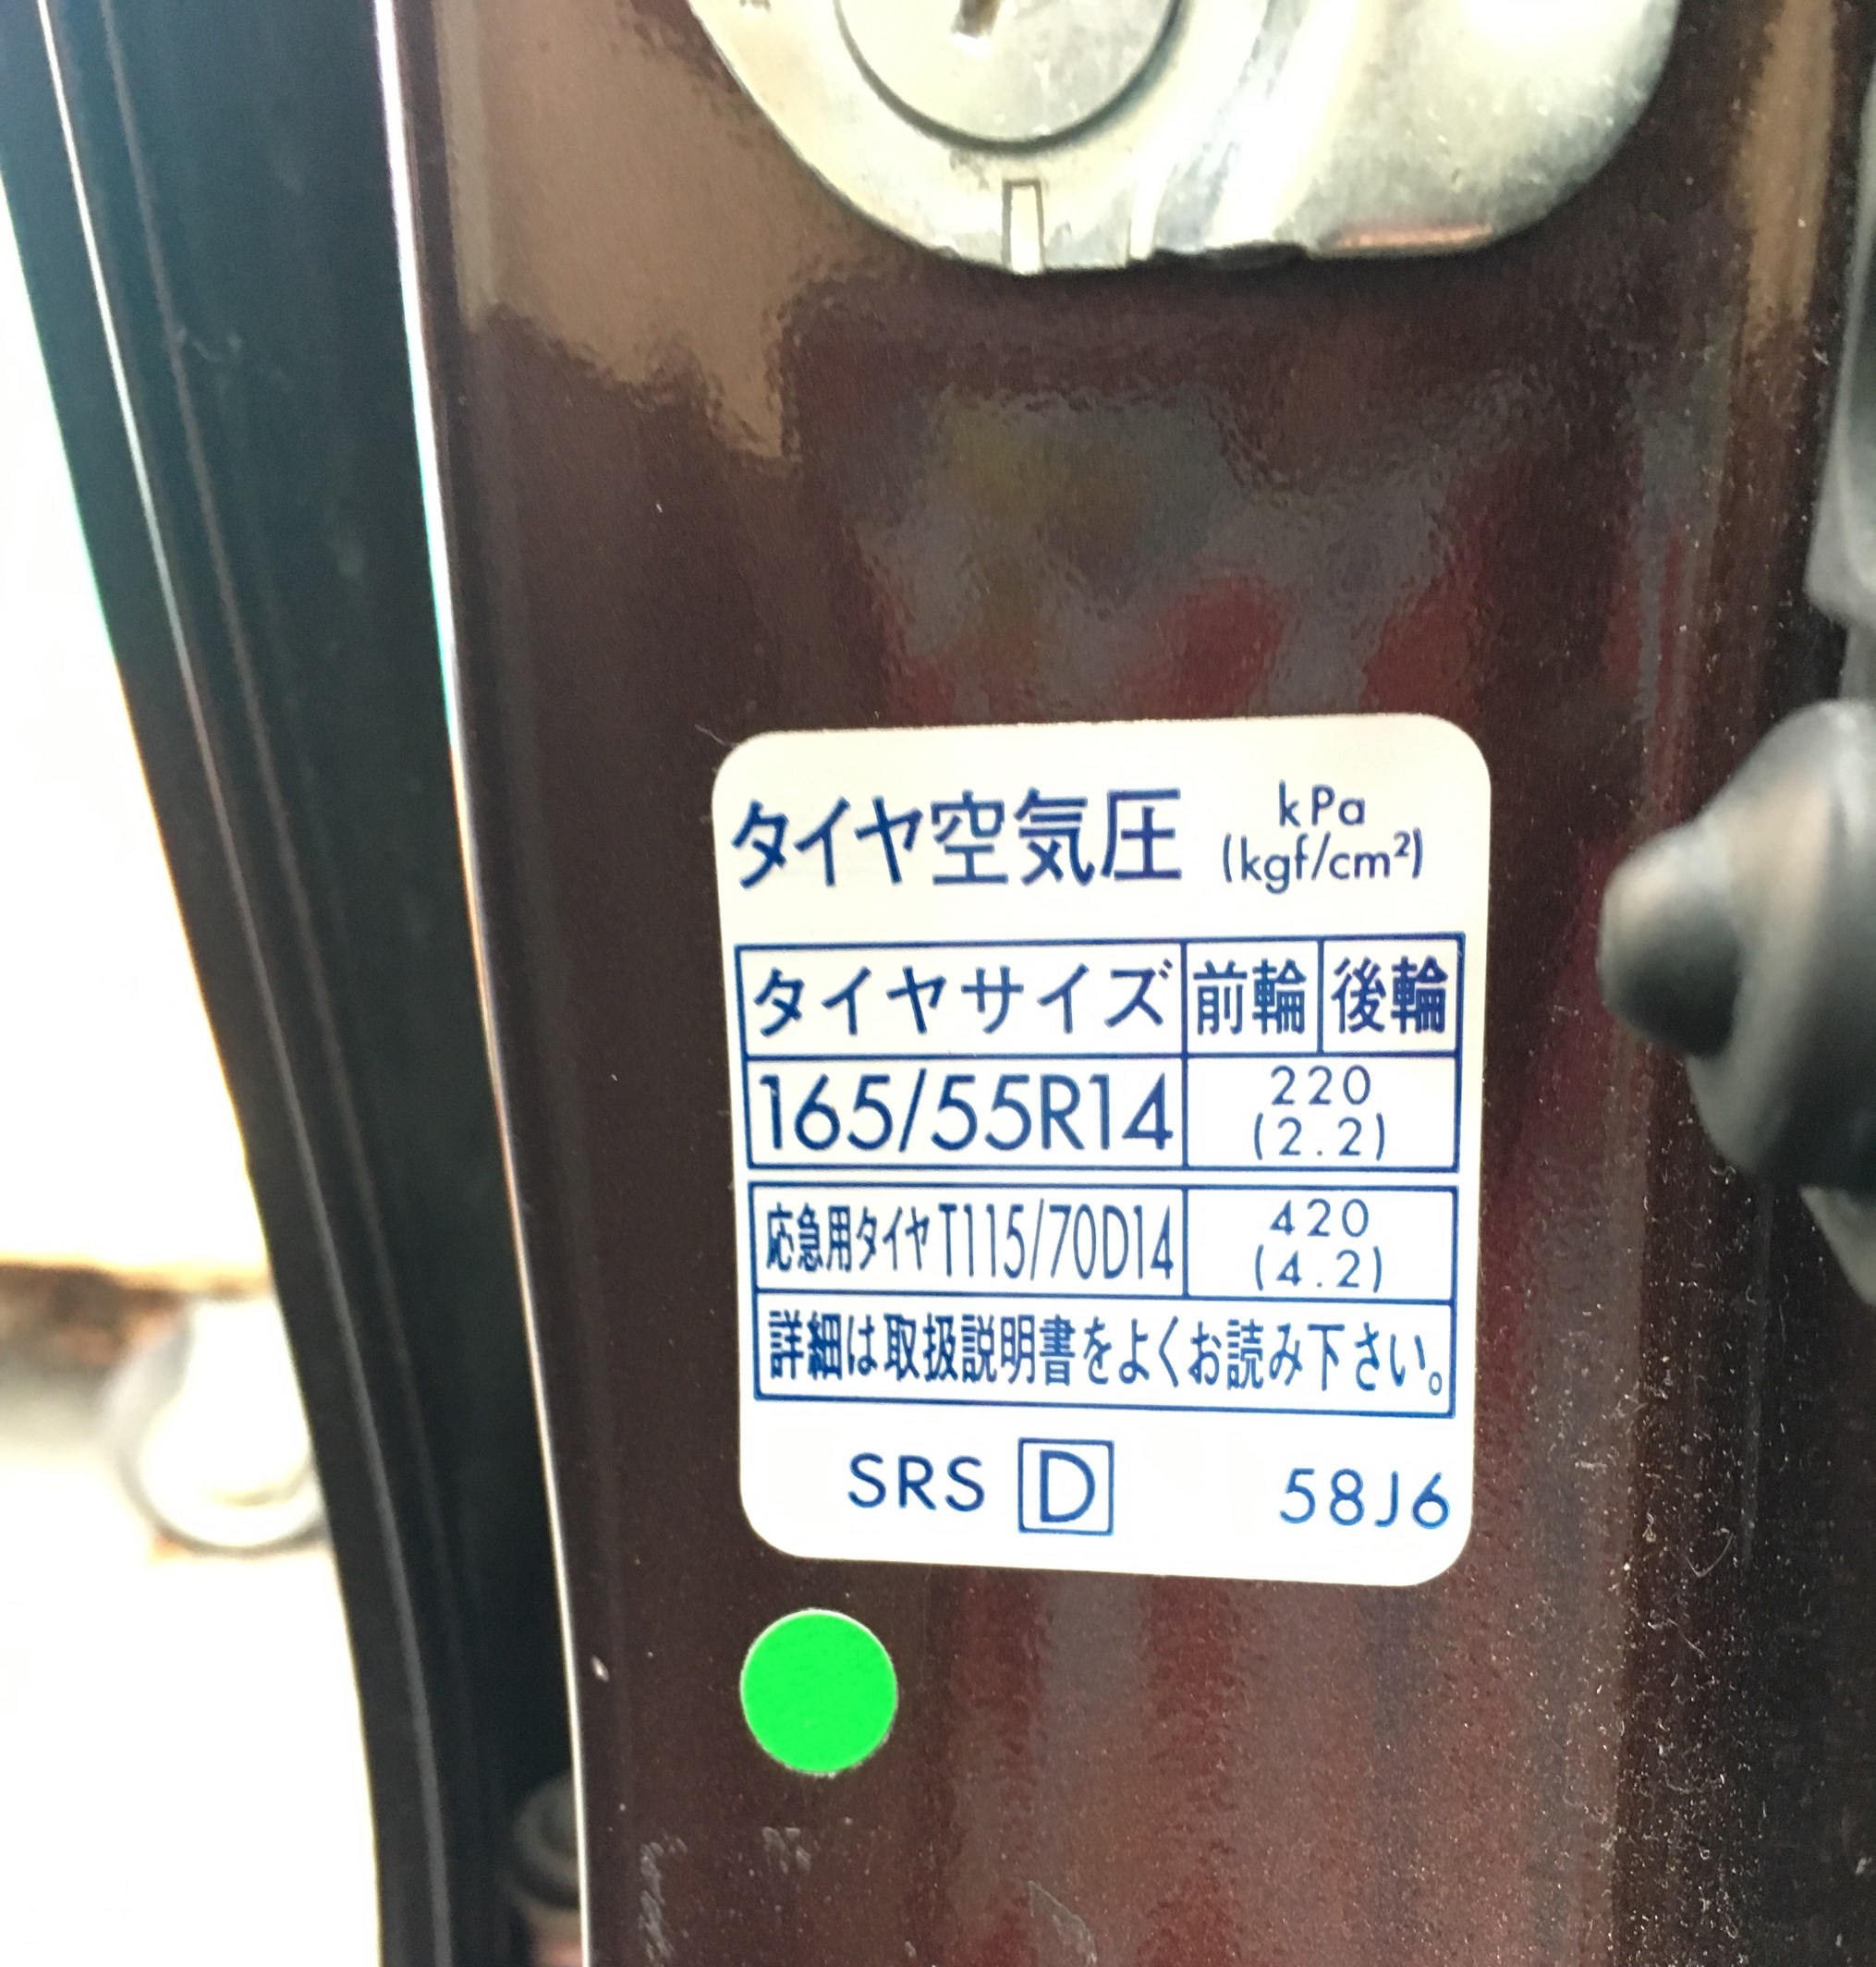 タイヤ空気圧 kPa
(kgf/cm²)
タイヤサイズ 前輪 後輪
165/55R14 220
(2.2)
応急用タイヤT115/70D14 420
(4.2)
詳細は取扱説明書をよくお読み下さい。
SRS D 58J6